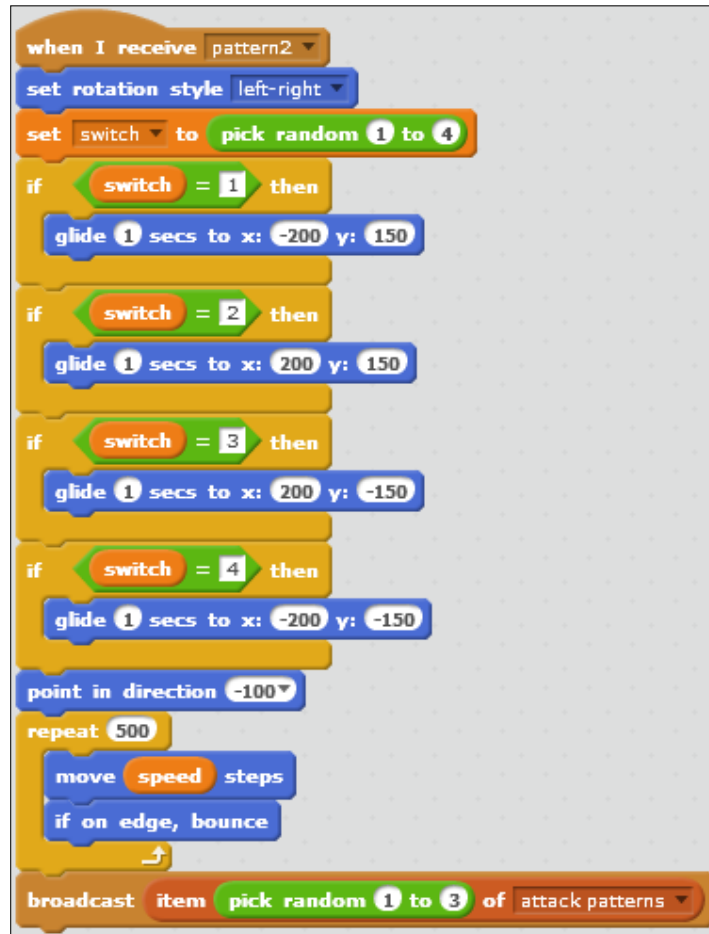 when I receive pattern2
set rotation style left-right
set switch to pick random 1 to 4
if switch = 1 then
glide 1 secs to x: -200 y: 150
if switch = 2 then
glide 1 secs to x: 200 y: 150
if switch = 3 then
glide 1 secs to x: 200 y: -150
if switch = 4 then
glide 1 secs to x: -200 y: -150
point in direction -100
repeat 500
move speed steps
if on edge, bounce
broadcast item pick random 1 to 3 of attack patterns